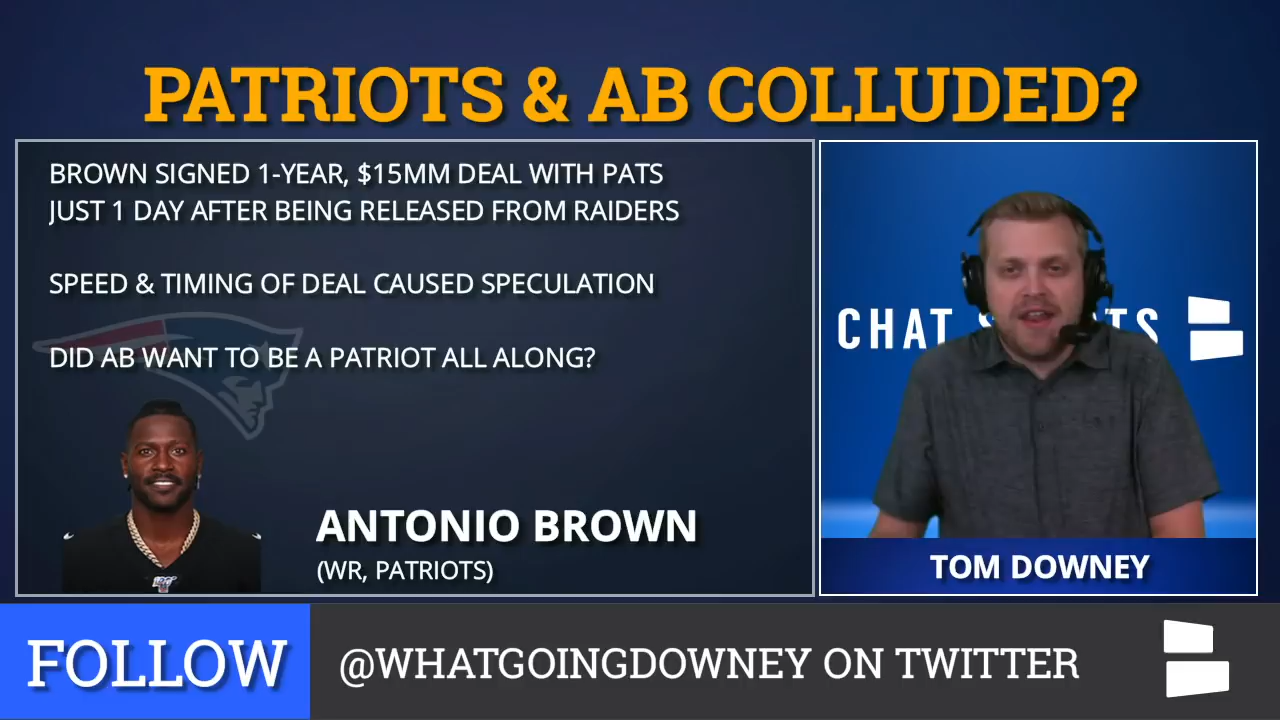 PATRIOTS & AB COLLUDED?
BROWN SIGNED 1-YEAR, $15MM DEAL WITH PATS
JUST 1 DAY AFTER BEING RELEASED FROM RAIDERS
SPEED & TIMING OF DEAL CAUSED SPECULATION
DID AB WANT TO BE A PATRIOT ALL ALONG?
ANTONIO BROWN
(WR, PATRIOTS)
CHAT
TOM DOWNEY
FOLLOW
@WHATGOINGDOWNEY ON TWITTER